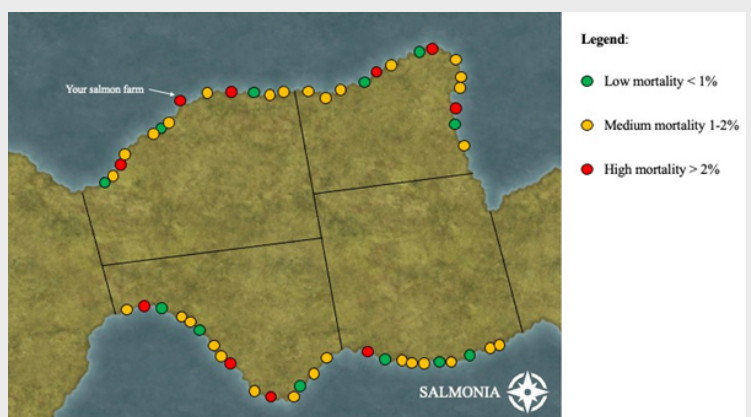 Legend:
Your salmon farm
Low mortality < 1%
Medium mortality 1-2%
High mortality > 2%
SALMONIA